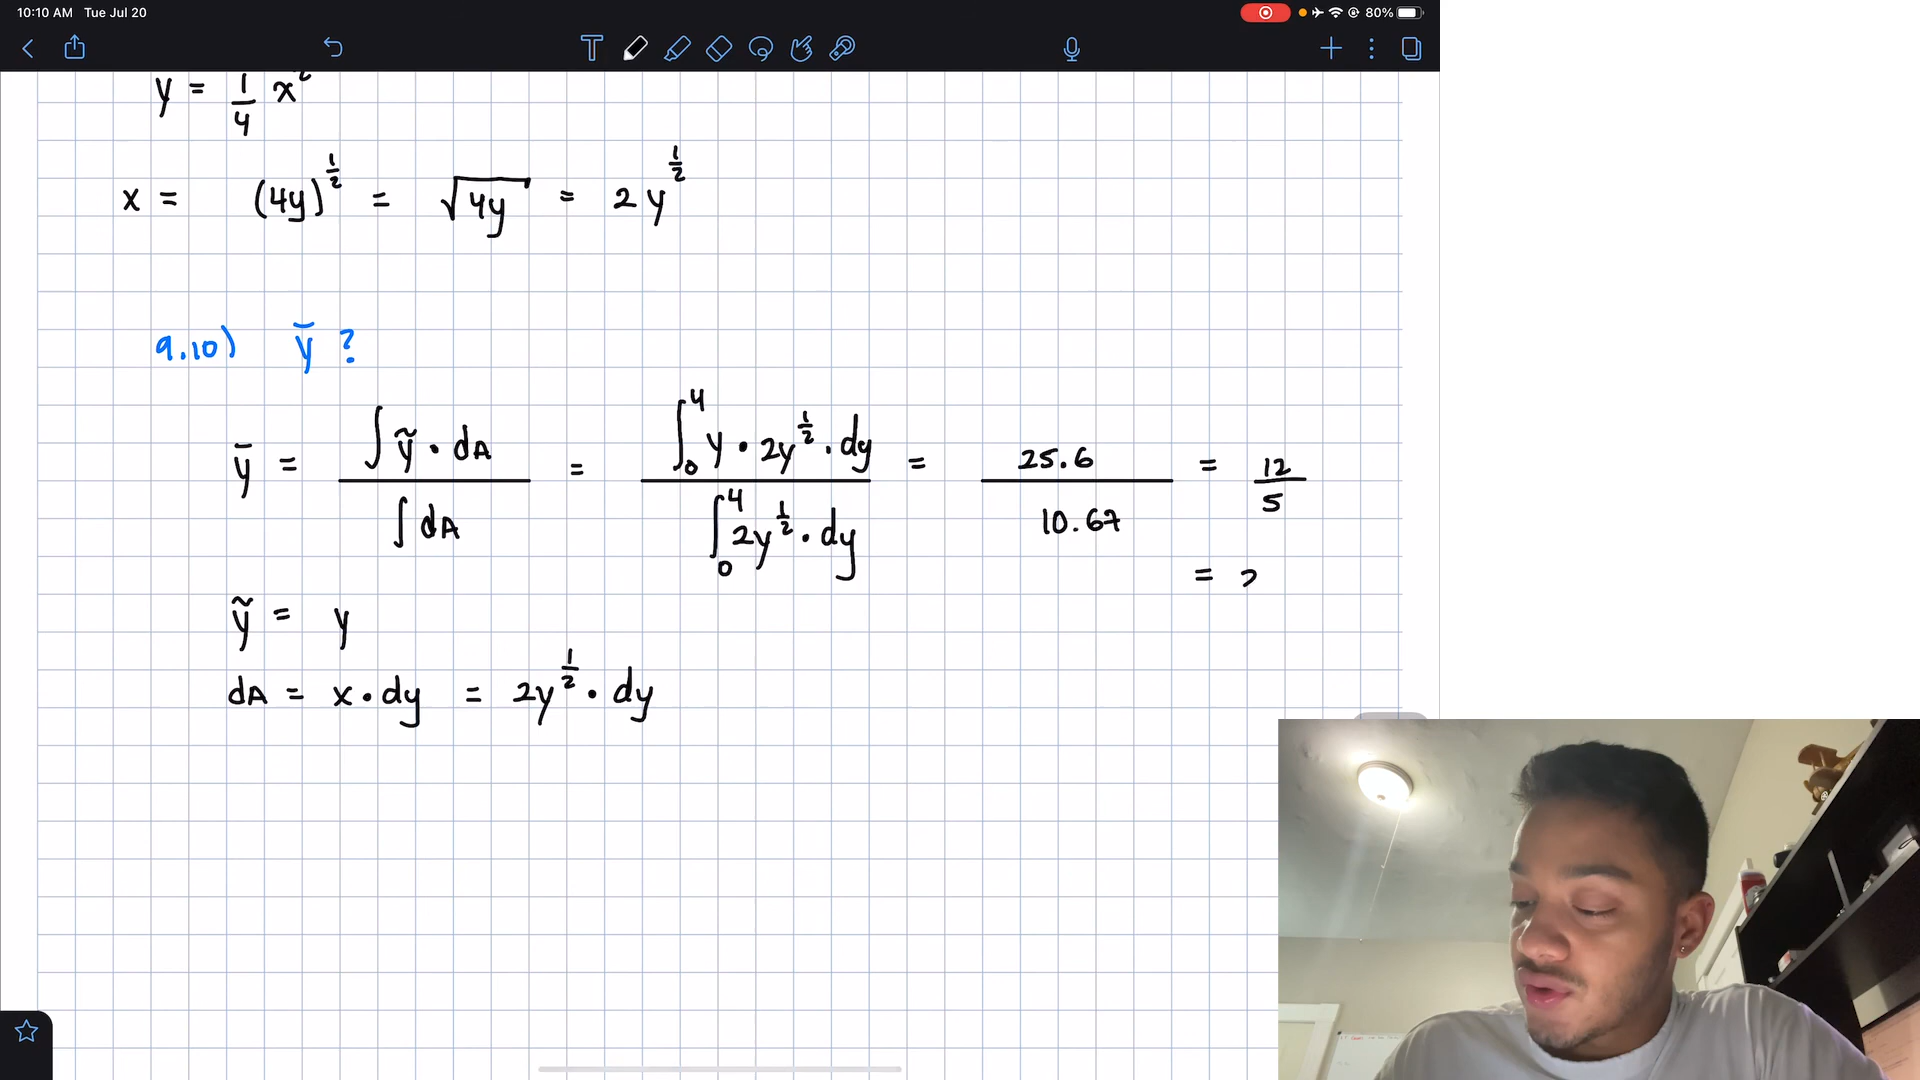 10:10 AM Tue Jul 20 80%
T
y = 1/4 x²
x = (4y)^1/2 = √4y = 2y^1/2
9.10) ȳ ?
ȳ = ∫ỹ · dA / ∫dA = ∫₀⁴ y · 2y^1/2 · dy / ∫₀⁴ 2y^1/2 · dy = 25.6 / 10.67 = 12/5
= 2
ỹ = y
dA = x · dy = 2y^1/2 · dy